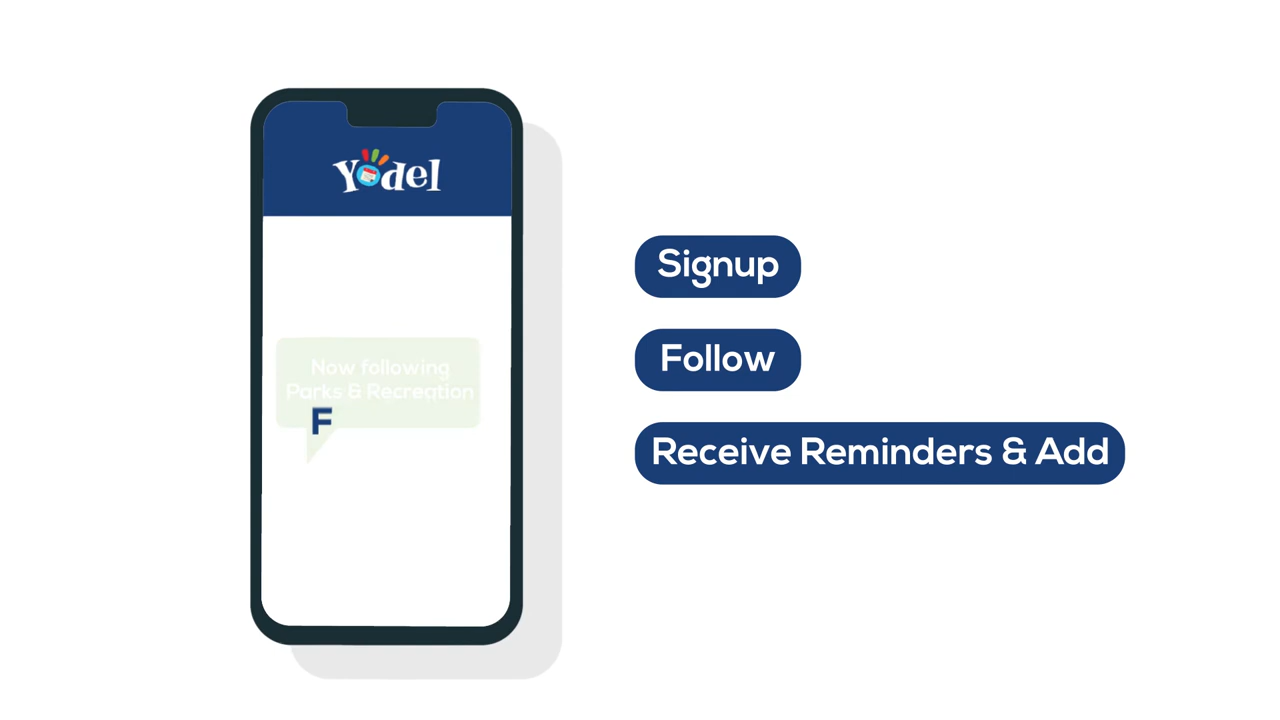 Yodel
Now following
Parks & Recreation
F
Signup
Follow
Receive Reminders & Add